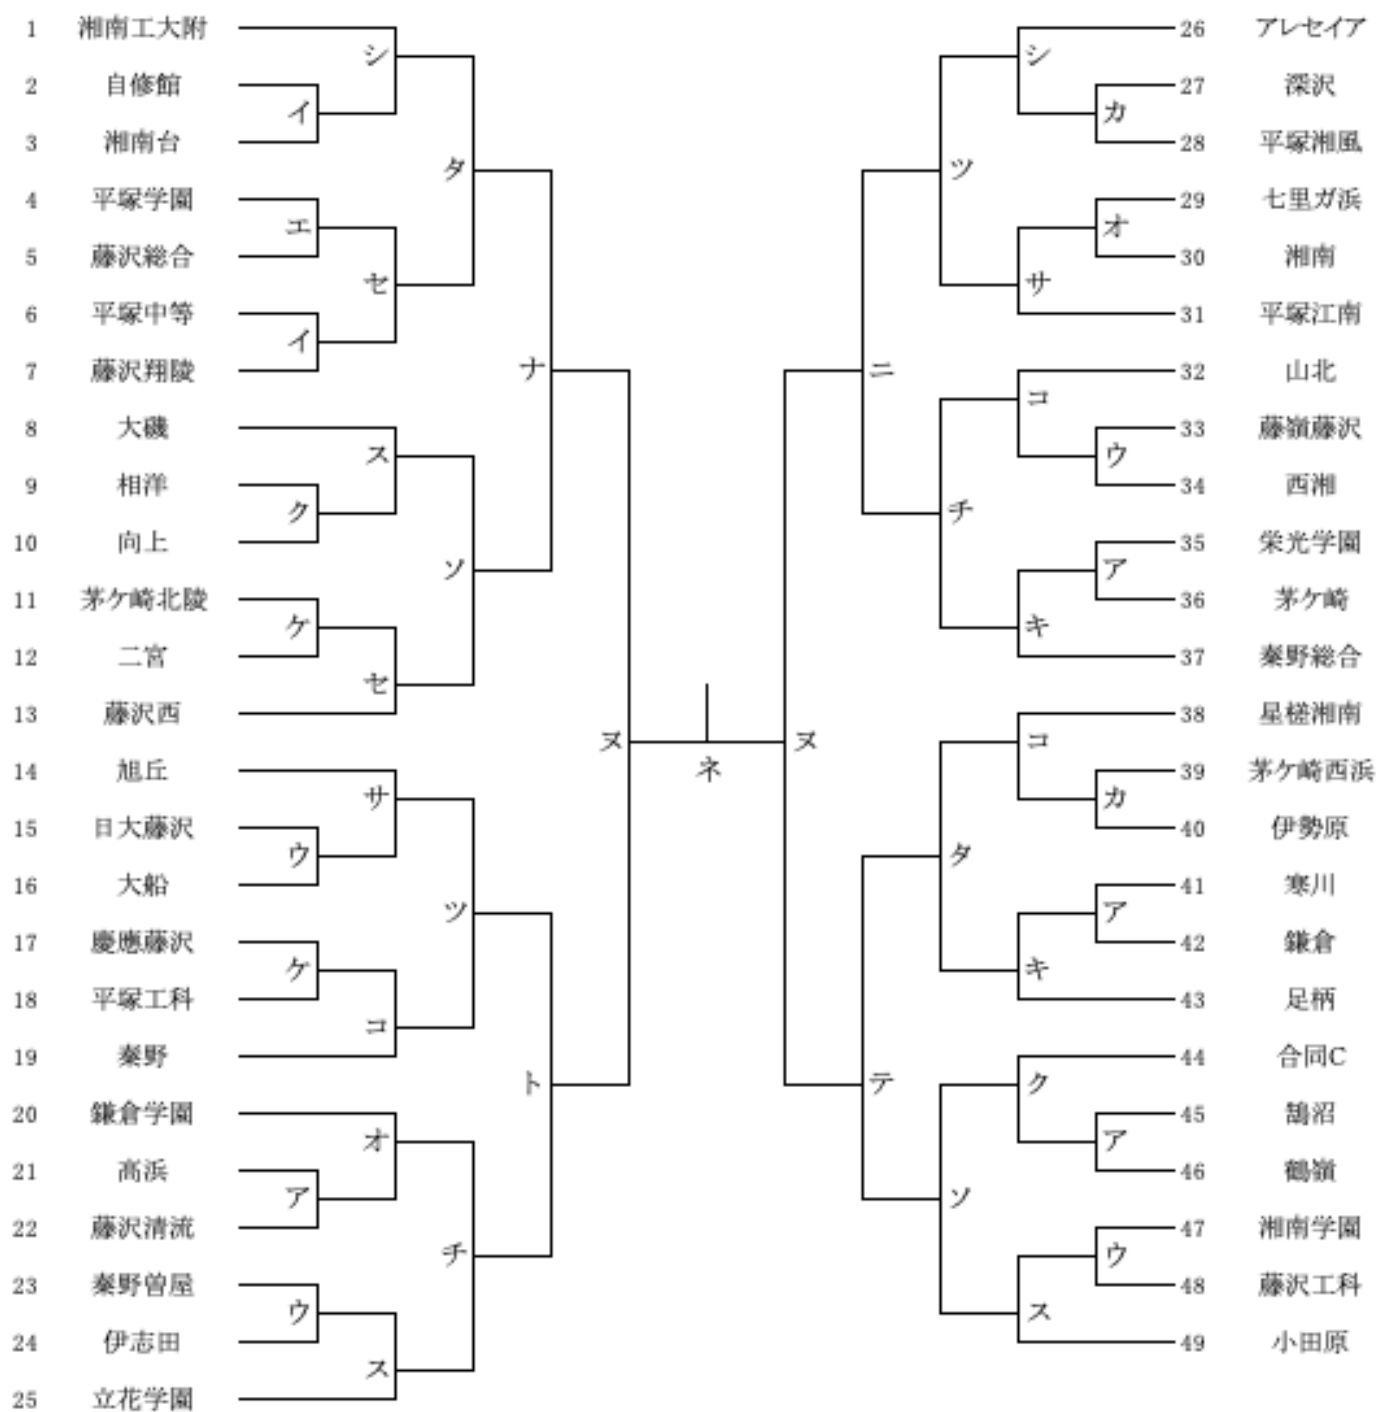 1 湘南工大附
2 自修館
3 湘南台
4 平塚学園
5 藤沢総合
6 平塚中等
7 藤沢翔陵
8 大磯
9 相洋
10 向上
11 茅ケ崎北陵
12 二宮
13 藤沢西
14 旭丘
15 日大藤沢
16 大船
17 慶應藤沢
18 平塚工科
19 秦野
20 鎌倉学園
21 高浜
22 藤沢清流
23 秦野曽屋
24 伊志田
25 立花学園
シ
イ
エ
セ
イ
タ
ス
ク
ケ
セ
ソ
ナ
サ
ウ
ケ
コ
ツ
オ
ア
ウ
ス
チ
ト
ヌ
ネ
ヌ
シ
カ
オ
サ
ツ
コ
ウ
ア
キ
チ
ニ
コ
カ
ア
キ
タ
ク
ア
ウ
ス
ソ
テ
26 アレセイア
27 深沢
28 平塚湘風
29 七里ガ浜
30 湘南
31 平塚江南
32 山北
33 藤嶺藤沢
34 西湘
35 栄光学園
36 茅ケ崎
37 秦野総合
38 星槎湘南
39 茅ケ崎西浜
40 伊勢原
41 寒川
42 鎌倉
43 足柄
44 合同C
45 鵠沼
46 鶴嶺
47 湘南学園
48 藤沢工科
49 小田原